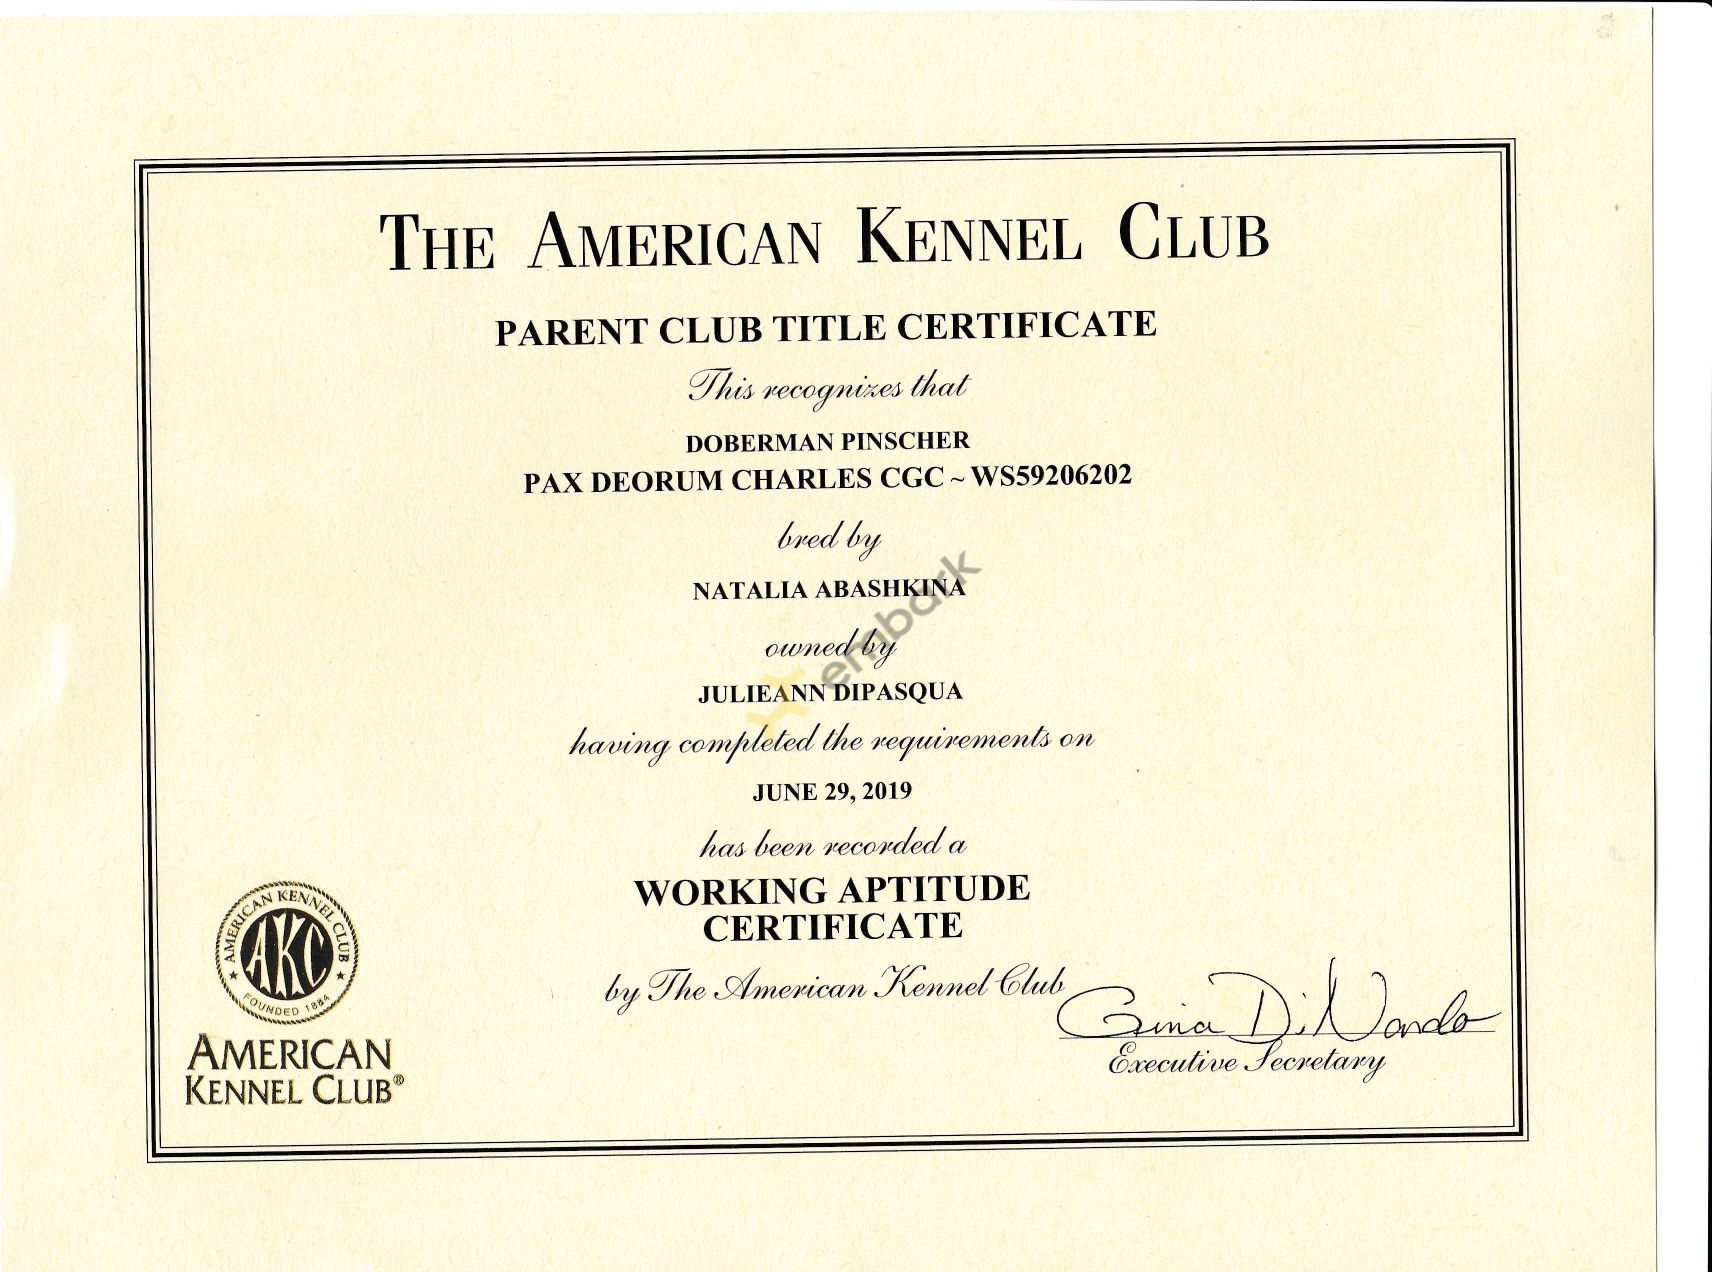 THE AMERICAN KENNEL CLUB
PARENT CLUB TITLE CERTIFICATE
This recognizes that
DOBERMAN PINSCHER
PAX DEORUM CHARLES CGC ~ WS59206202
bred by
NATALIA ABASHKINA
owned by
JULIEANN DIPASQUA
having completed the requirements on
JUNE 29, 2019
has been recorded a
WORKING APTITUDE
CERTIFICATE
by The American Kennel Club
Gina DiNardo
Executive Secretary
AMERICAN KENNEL CLUB
AKC
FOUNDED 1884
AMERICAN
KENNEL CLUB®
embark